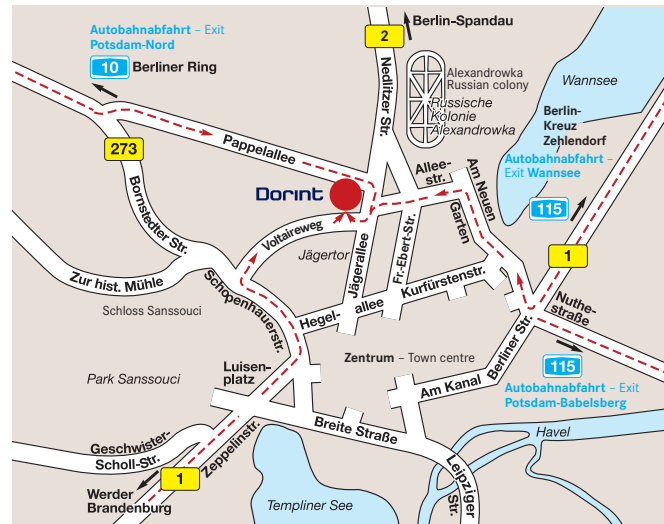 Autobahnabfahrt – Exit
Potsdam-Nord
10
Berliner Ring
2
Berlin-Spandau
Nedlitzer Str.
Alexandrowka
Russian colony
Russische
Kolonie
Alexandrowka
Wannsee
Berlin-
Kreuz
Zehlendorf
Autobahnabfahrt –
Exit Wannsee
115
1
273
Pappelallee
Bornstedter Str.
Dorint
Allee-
str.
Am Neuen
Garten
Voltaireweg
Jägertor
Jägerallee
Fr.-Ebert-Str.
Zur hist. Mühle
Schopenhauerstr.
Schloss Sanssouci
Hegel-
allee
Kurfürstenstr.
Nuthe-
straße
Berliner Str.
Zentrum – Town centre
115
Autobahnabfahrt – Exit
Potsdam-Babelsberg
Luisen-
platz
Park Sanssouci
Am Kanal
Breite Straße
Havel
Geschwister-
Scholl-Str.
Zeppelinstr.
Leipziger
Str.
1
Werder
Brandenburg
Templiner See